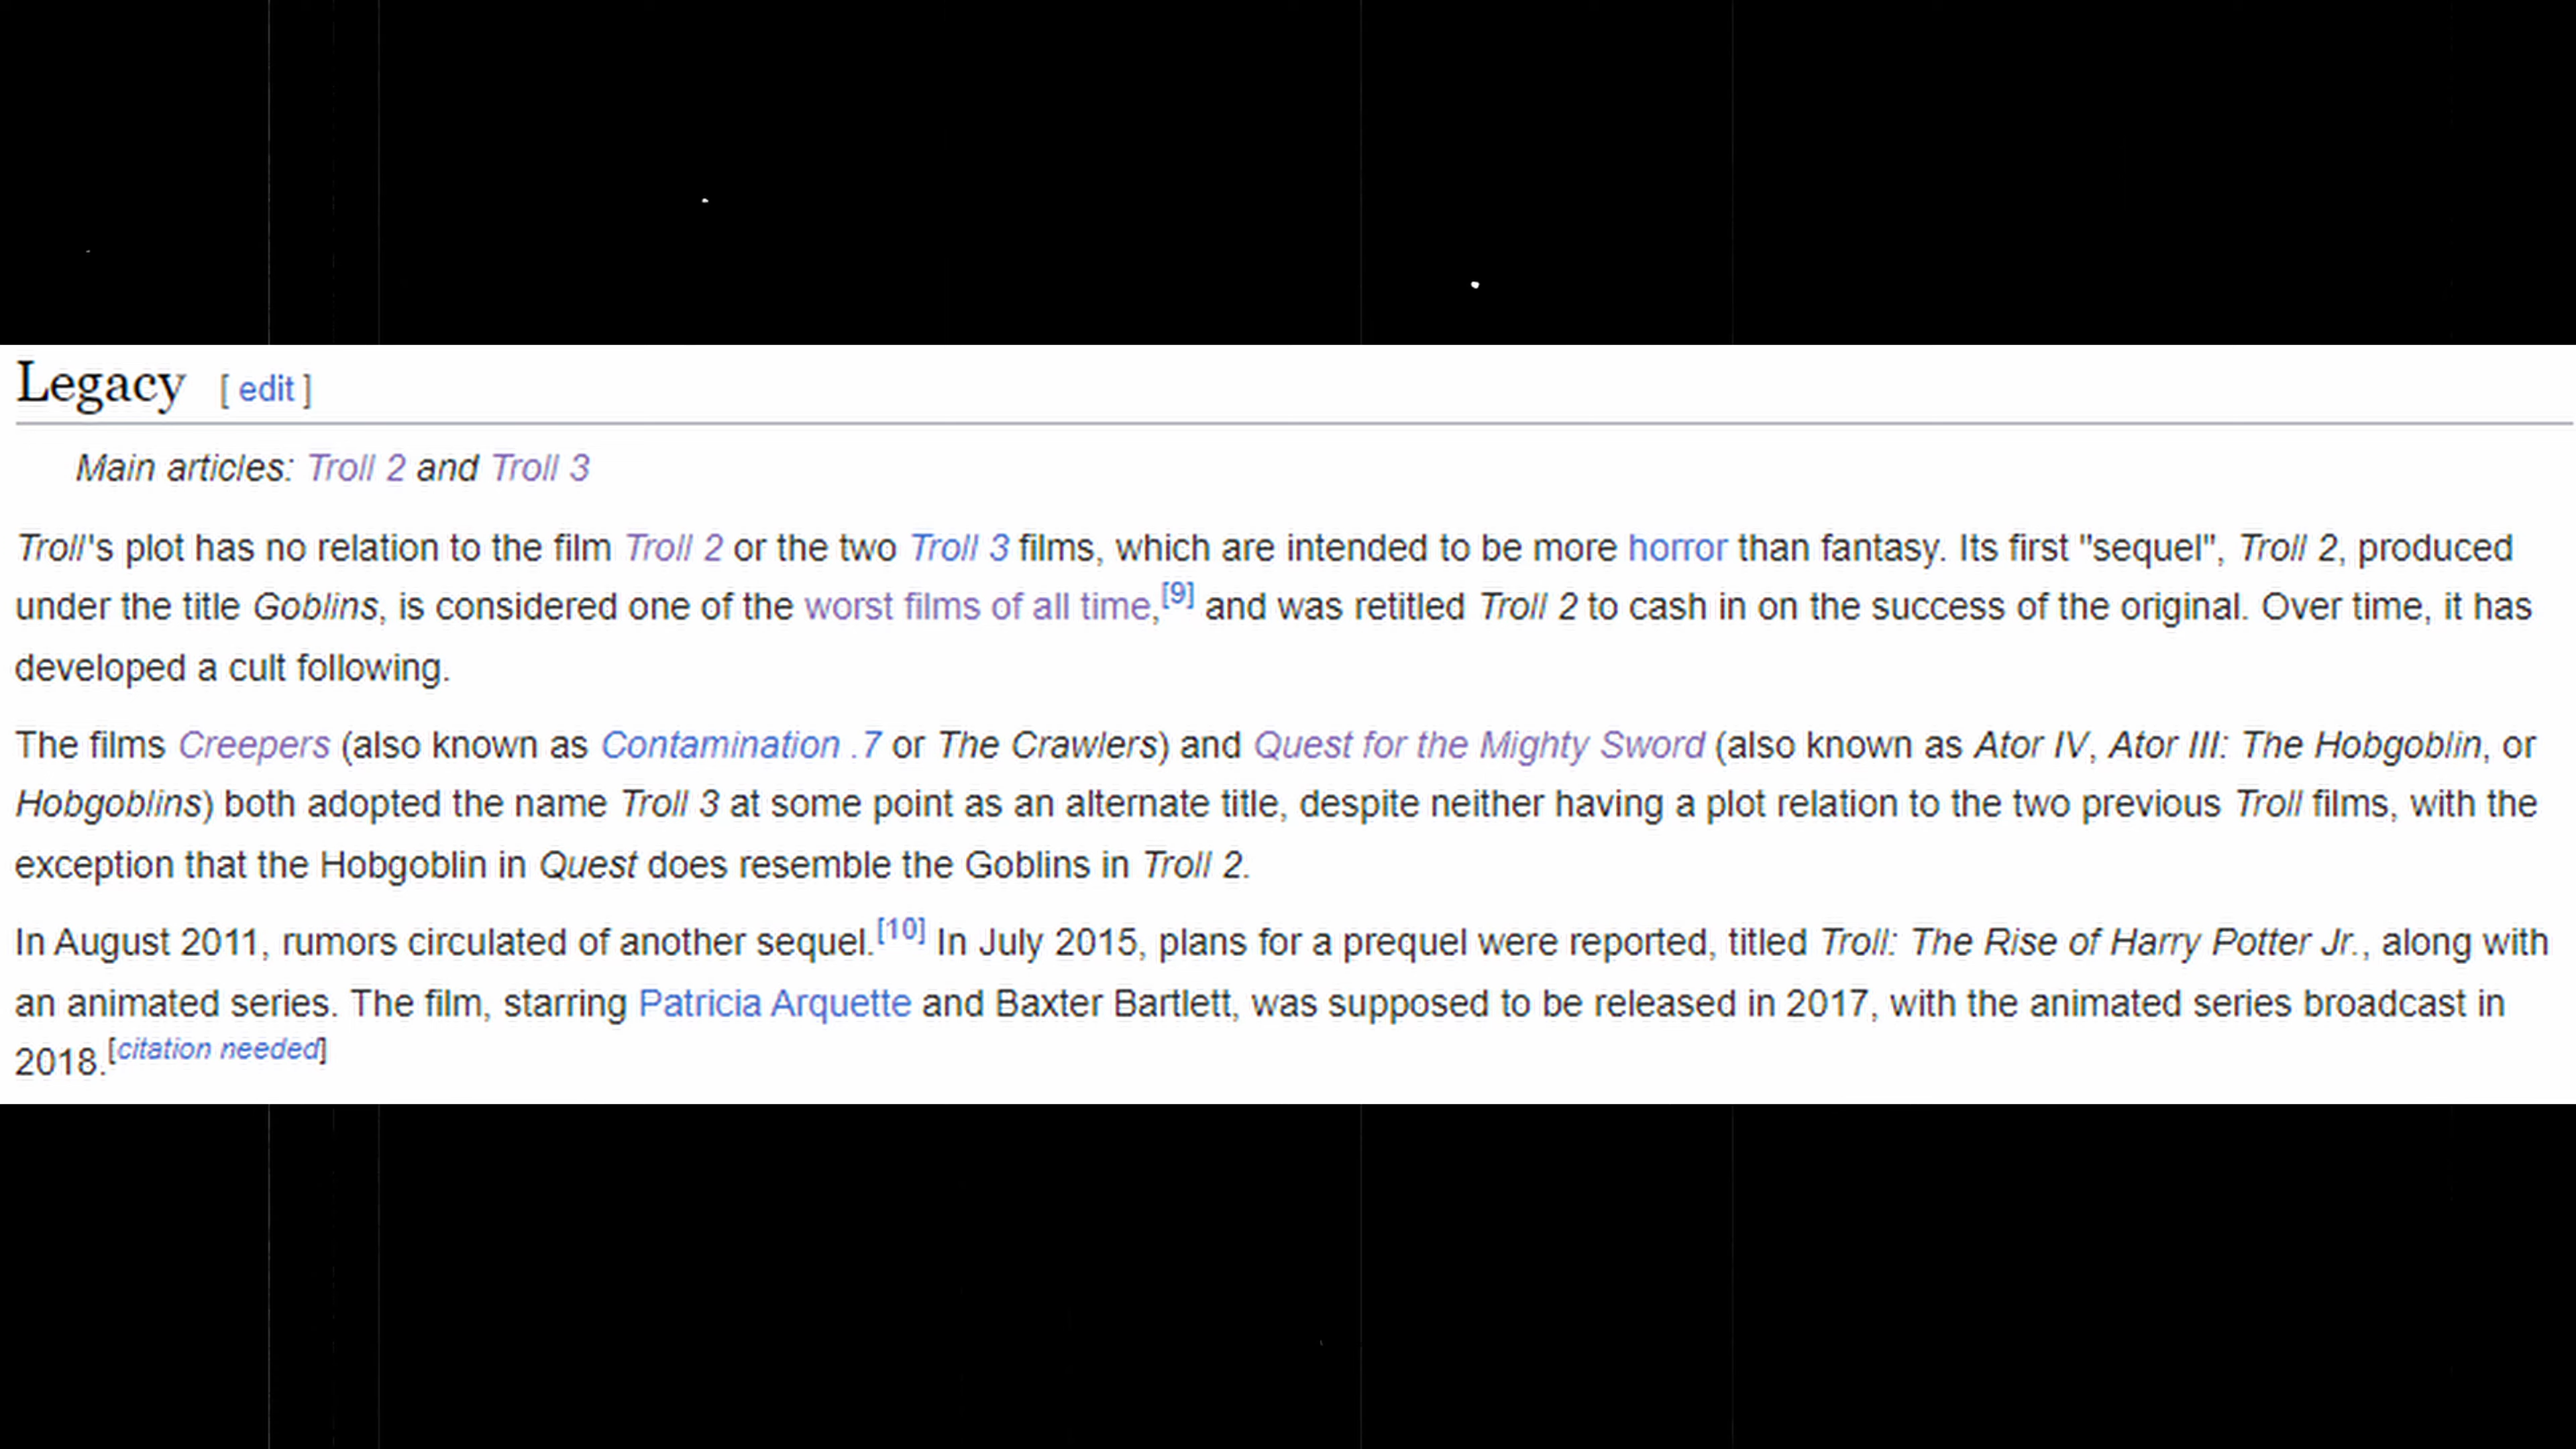 Legacy [ edit ]
Main articles: Troll 2 and Troll 3
Troll's plot has no relation to the film Troll 2 or the two Troll 3 films, which are intended to be more horror than fantasy. Its first "sequel", Troll 2, produced
under the title Goblins, is considered one of the worst films of all time,[9] and was retitled Troll 2 to cash in on the success of the original. Over time, it has
developed a cult following.
The films Creepers (also known as Contamination .7 or The Crawlers) and Quest for the Mighty Sword (also known as Ator IV, Ator III: The Hobgoblin, or
Hobgoblins) both adopted the name Troll 3 at some point as an alternate title, despite neither having a plot relation to the two previous Troll films, with the
exception that the Hobgoblin in Quest does resemble the Goblins in Troll 2.
In August 2011, rumors circulated of another sequel.[10] In July 2015, plans for a prequel were reported, titled Troll: The Rise of Harry Potter Jr., along with
an animated series. The film, starring Patricia Arquette and Baxter Bartlett, was supposed to be released in 2017, with the animated series broadcast in
2018.[citation needed]